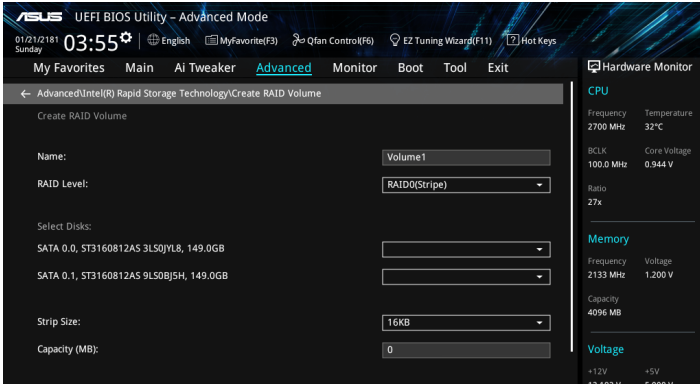 ASUS UEFI BIOS Utility – Advanced Mode
01/21/2181 Sunday 03:55 English MyFavorite(F3) Qfan Control(F6) EZ Tuning Wizard(F11) ? Hot Keys
My Favorites Main Ai Tweaker Advanced Monitor Boot Tool Exit
Hardware Monitor
← Advanced\Intel(R) Rapid Storage Technology\Create RAID Volume
Create RAID Volume
Name: Volume1
RAID Level: RAID0(Stripe)
Select Disks:
SATA 0.0, ST3160812AS 3LS0JYL8, 149.0GB
SATA 0.1, ST3160812AS 9LS0BJ5H, 149.0GB
Strip Size: 16KB
Capacity (MB): 0
CPU
Frequency Temperature
2700 MHz 32°C
BCLK Core Voltage
100.0 MHz 0.944 V
Ratio
27x
Memory
Frequency Voltage
2133 MHz 1.200 V
Capacity
4096 MB
Voltage
+12V +5V